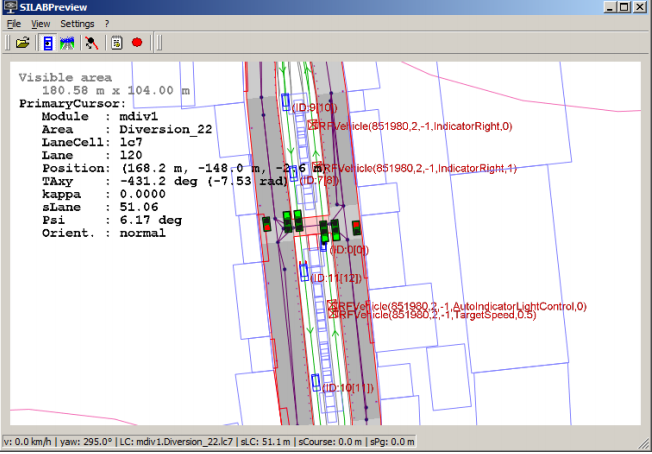 SILABPreview
File View Settings ?
Visible area
180.58 m x 104.00 m
PrimaryCursor:
Module : mdiv1
Area : Diversion_22
LaneCell: lc7
Lane : l20
Position: (168.2 m, -148.0 m, -2.6 m)
TAxy : -431.2 deg (-7.53 rad)
kappa : 0.0000
sLane : 51.06
Psi : 6.17 deg
Orient. : normal
(ID:9[10])
RFVehicle(851980,2,-1,IndicatorRight,0)
RFVehicle(851980,2,-1,IndicatorRight,1)
(ID:7[8])
(ID:0[0])
(ID:11[12])
RFVehicle(851980,2,-1,AutoIndicatorLightControl,0)
RFVehicle(851980,2,-1,TargetSpeed,0.5)
(ID:10[11])
v: 0.0 km/h | yaw: 295.0° | LC: mdiv1.Diversion_22.lc7 | sLC: 51.1 m | sCourse: 0.0 m | sPg: 0.0 m